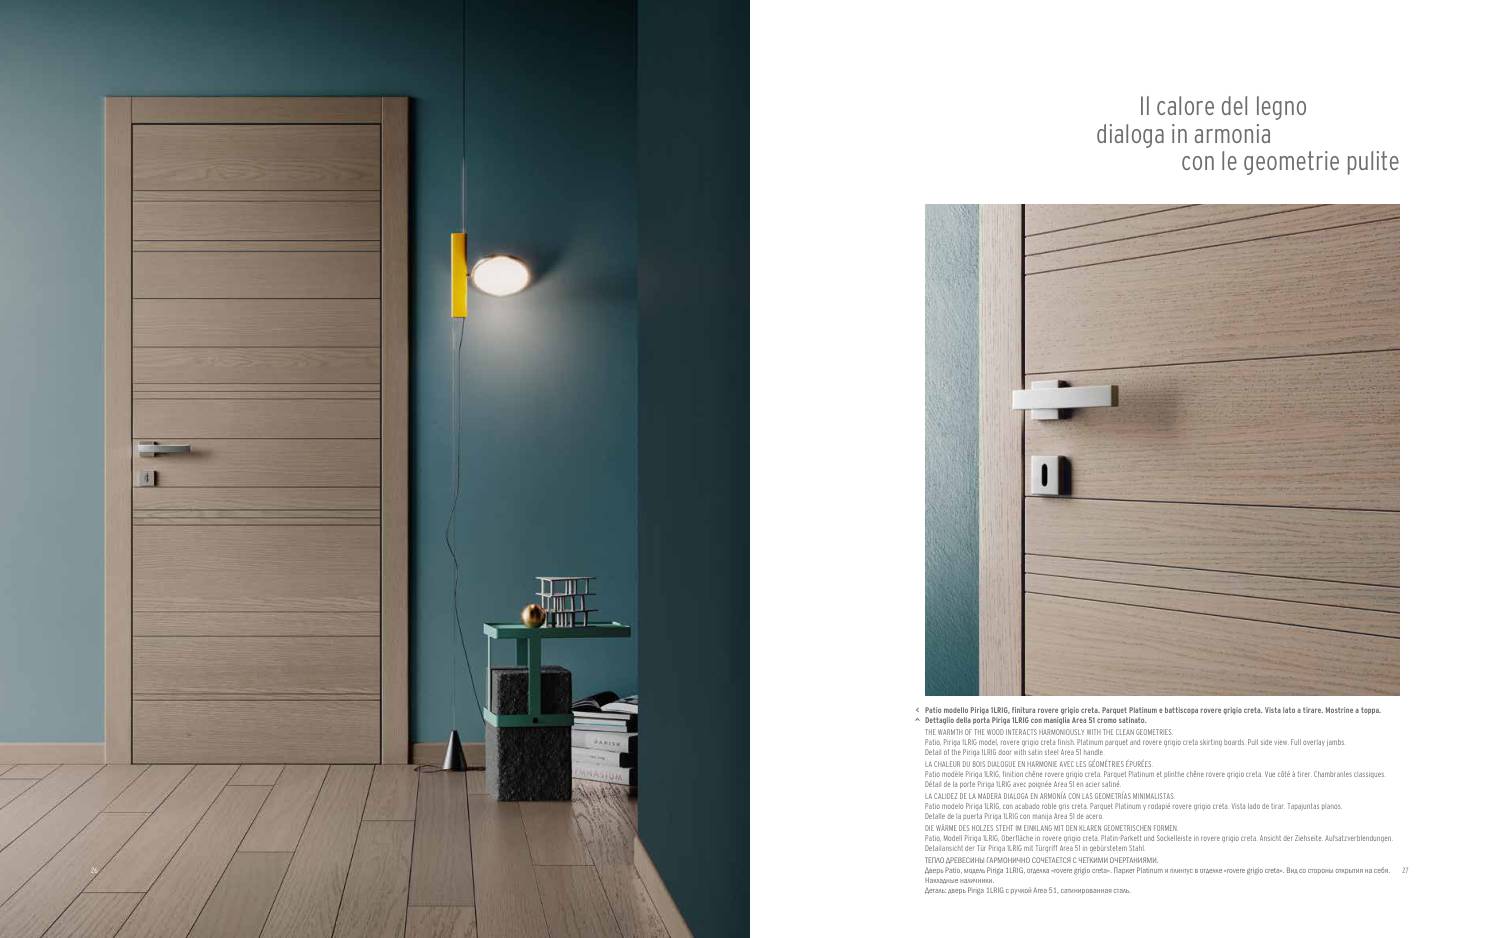 Il calore del legno
dialoga in armonia
con le geometrie pulite
< Patio modello Piriga 1LRIG, finitura rovere grigio creta. Parquet Platinum e battiscopa rovere grigio creta. Vista lato a tirare. Mostrine a toppa.
^ Dettaglio della porta Piriga 1LRIG con maniglia Area 51 cromo satinato.
THE WARMTH OF THE WOOD INTERACTS HARMONIOUSLY WITH THE CLEAN GEOMETRIES.
Patio, Piriga 1LRIG model, rovere grigio creta finish. Platinum parquet and rovere grigio creta skirting boards. Pull side view. Full overlay jambs.
Detail of the Piriga 1LRIG door with satin steel Area 51 handle
LA CHALEUR DU BOIS DIALOGUE EN HARMONIE AVEC LES GÉOMÉTRIES ÉPURÉES.
Patio modèle Piriga 1LRIG, finition chêne rovere grigio creta. Parquet Platinum et plinthe chêne rovere grigio creta. Vue côté à tirer. Chambranles classiques.
Détail de la porte Piriga 1LRIG avec poignée Area 51 en acier satiné.
LA CALIDEZ DE LA MADERA DIALOGA EN ARMONÍA CON LAS GEOMETRÍAS MINIMALISTAS.
Patio modelo Piriga 1LRIG, con acabado roble gris creta. Parquet Platinum y rodapié rovere grigio creta. Vista lado de tirar. Tapajuntas planos.
Detalle de la puerta Piriga 1LRIG con manija Area 51 de acero.
DIE WÄRME DES HOLZES STEHT IM EINKLANG MIT DEN KLAREN GEOMETRISCHEN FORMEN.
Patio, Modell Piriga 1LRIG, Oberfläche in rovere grigio creta. Platin-Parkett und Sockelleiste in rovere grigio creta. Ansicht der Ziehseite. Aufsatzverblendungen.
Detailansicht der Tür Piriga 1LRIG mit Türgriff Area 51 in gebürstetem Stahl.
ТЕПЛО ДРЕВЕСИНЫ ГАРМОНИЧНО СОЧЕТАЕТСЯ С ЧЕТКИМИ ОЧЕРТАНИЯМИ.
Дверь Patio, модель Piriga 1LRIG, отделка «rovere grigio creta». Паркет Platinum и плинтус в отделке «rovere grigio creta». Вид со стороны открытия на себя.
Накладные наличники.
Деталь: дверь Piriga 1LRIG с ручкой Area 51, сатинированная сталь.
26
27